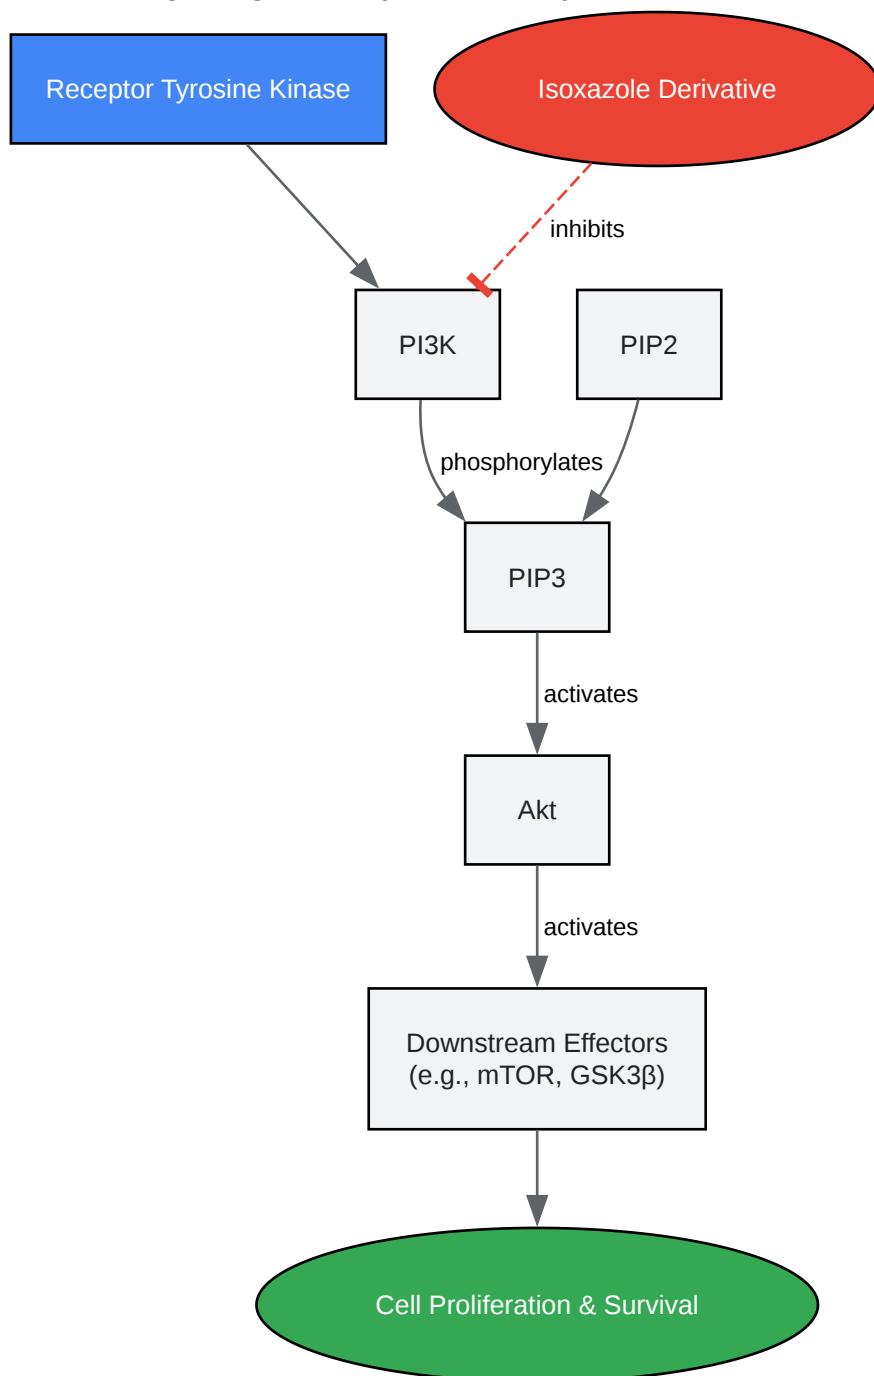 Receptor Tyrosine Kinase
Isoxazole Derivative
inhibits
PI3K
PIP2
phosphorylates
PIP3
activates
Akt
activates
Downstream Effectors
(e.g., mTOR, GSK3β)
Cell Proliferation & Survival